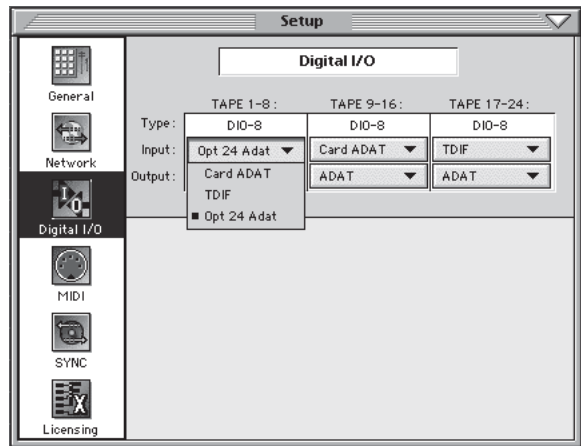 Setup
Digital I/O
General
Network
I/O
Digital I/O
MIDI
SYNC
Licensing
TAPE 1-8: TAPE 9-16: TAPE 17-24:
Type: DIO-8 DIO-8 DIO-8
Input: Opt 24 Adat Card ADAT TDIF
Output: ADAT ADAT
Card ADAT
TDIF
Opt 24 Adat